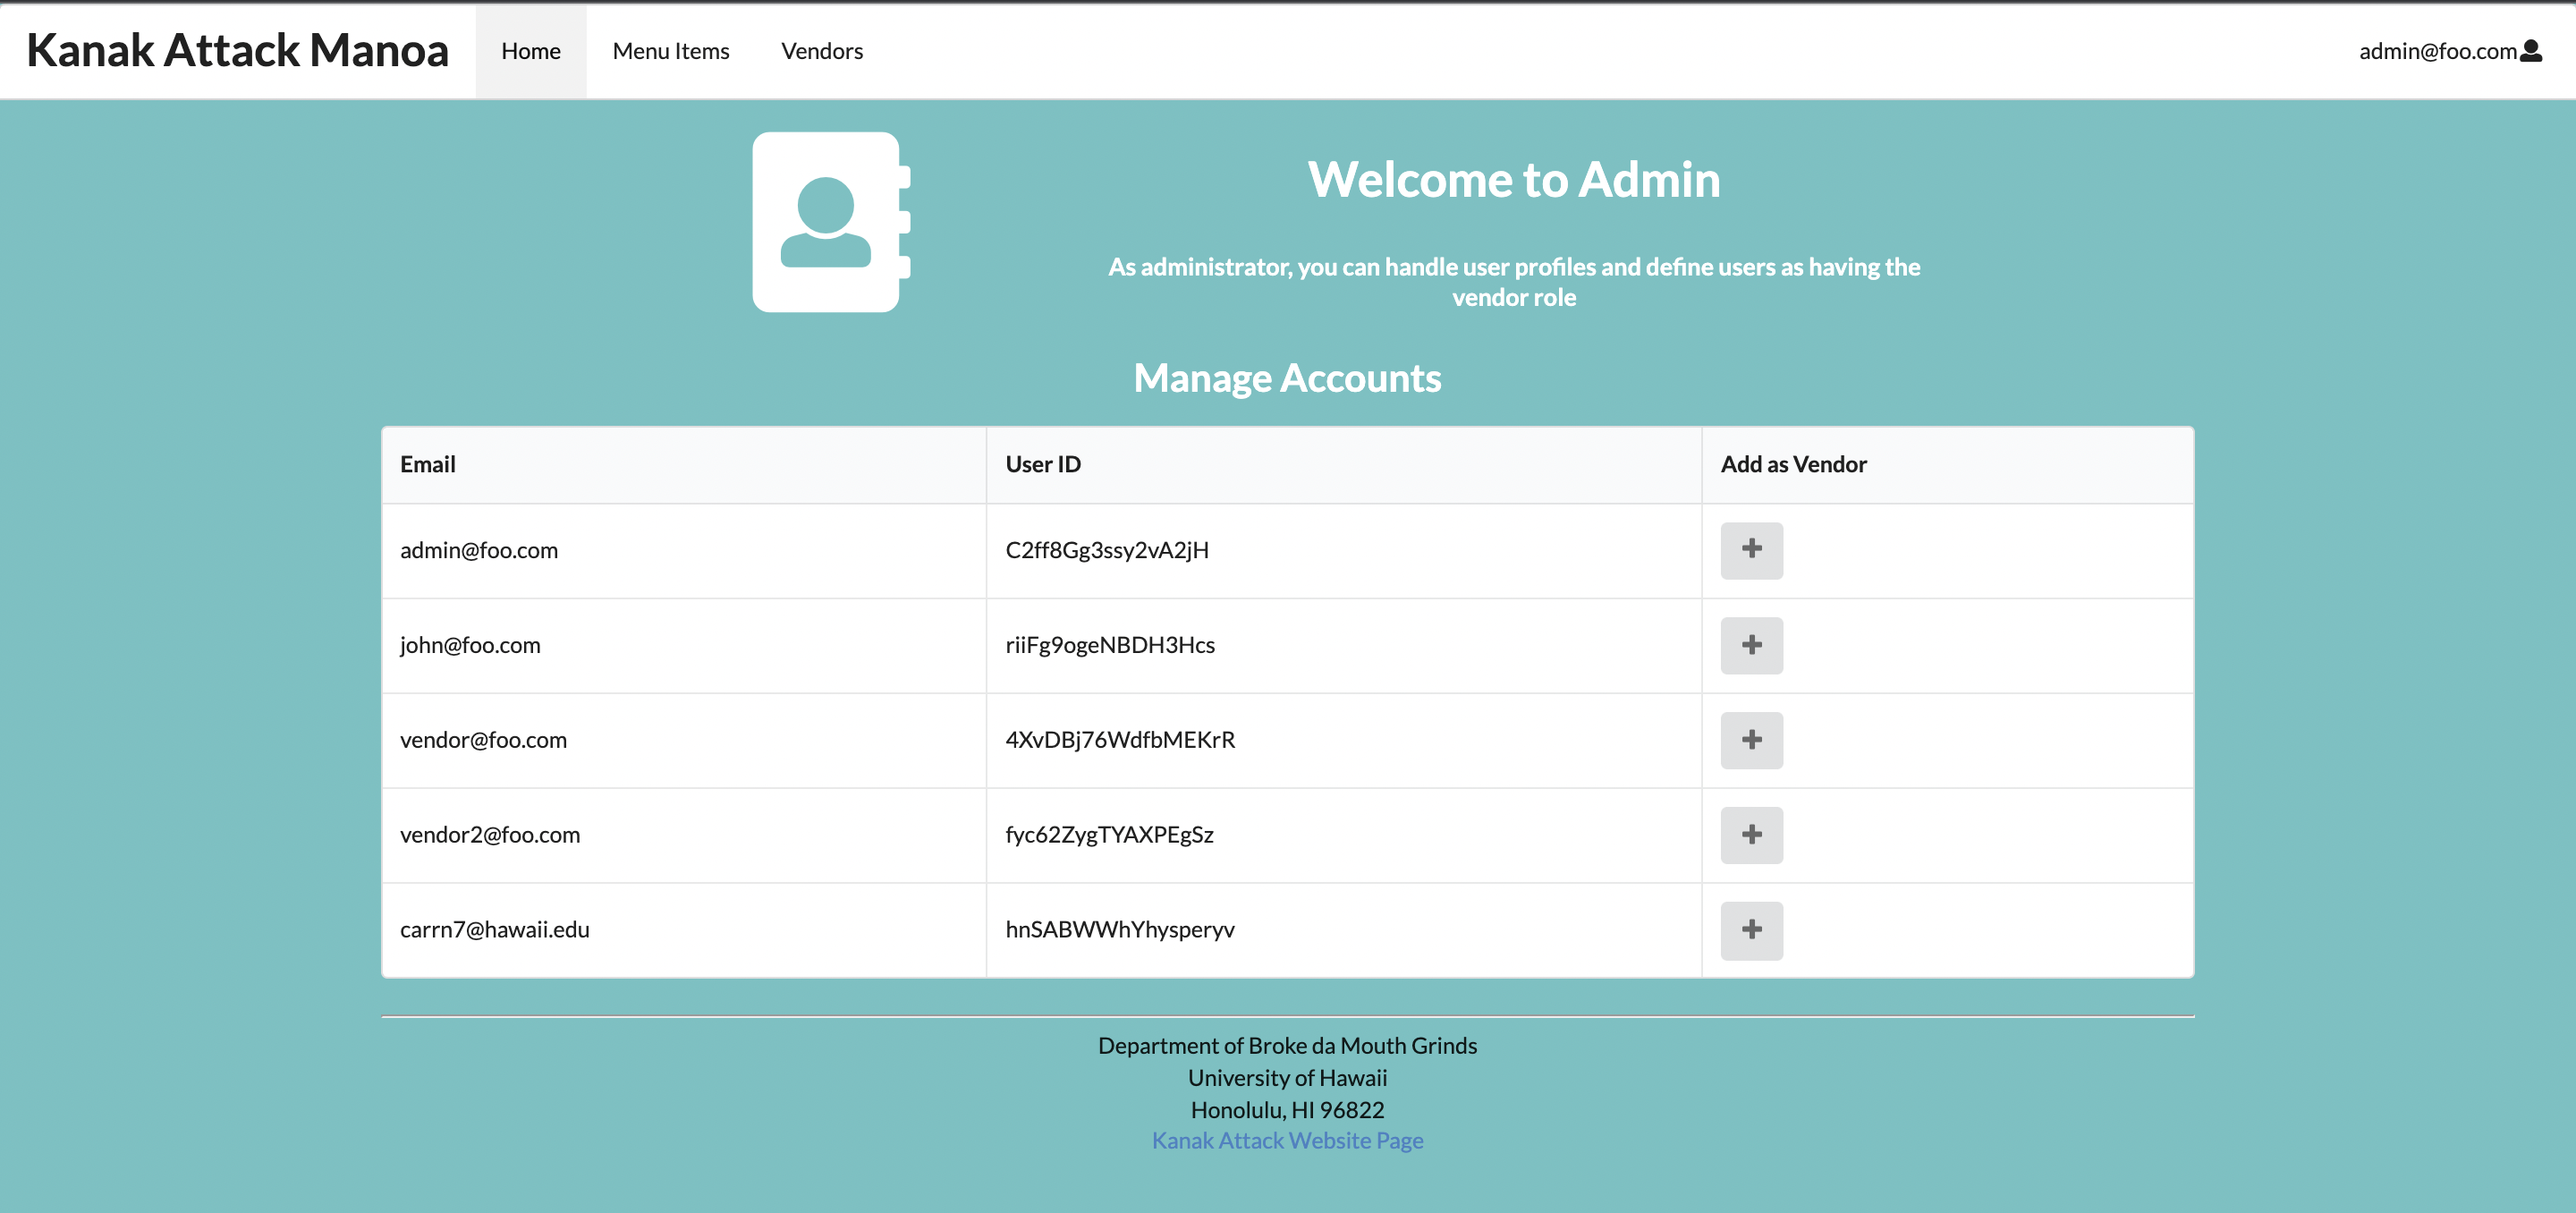 Kanak Attack Manoa Home Menu Items Vendors admin@foo.com
Welcome to Admin
As administrator, you can handle user profiles and define users as having the
vendor role
Manage Accounts
Email User ID Add as Vendor
admin@foo.com C2ff8Gg3ssy2vA2jH
john@foo.com riiFg9ogeNBDH3Hcs
vendor@foo.com 4XvDBj76WdfbMEKrR
vendor2@foo.com fyc62ZygTYAXPEgSz
carrn7@hawaii.edu hnSABWWhYhysperyv
Department of Broke da Mouth Grinds
University of Hawaii
Honolulu, HI 96822
Kanak Attack Website Page